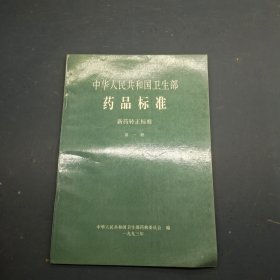 中华人民共和国卫生部
药品标准
新药转正标准
第一册
中华人民共和国卫生部药典委员会 编
一九九三年